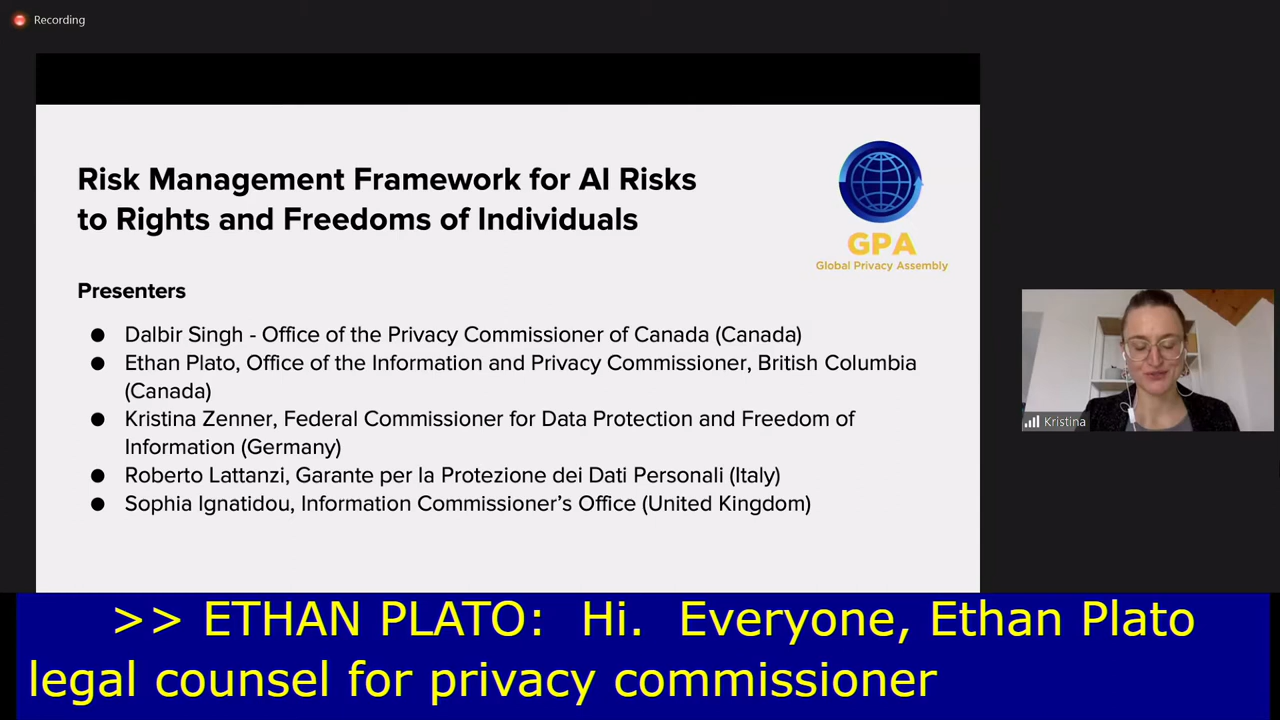 Recording
Risk Management Framework for AI Risks
to Rights and Freedoms of Individuals
GPA
Global Privacy Assembly
Presenters
● Dalbir Singh - Office of the Privacy Commissioner of Canada (Canada)
● Ethan Plato, Office of the Information and Privacy Commissioner, British Columbia
(Canada)
● Kristina Zenner, Federal Commissioner for Data Protection and Freedom of
Information (Germany)
● Roberto Lattanzi, Garante per la Protezione dei Dati Personali (Italy)
● Sophia Ignatidou, Information Commissioner’s Office (United Kingdom)
Kristina
>> ETHAN PLATO: Hi. Everyone, Ethan Plato
legal counsel for privacy commissioner